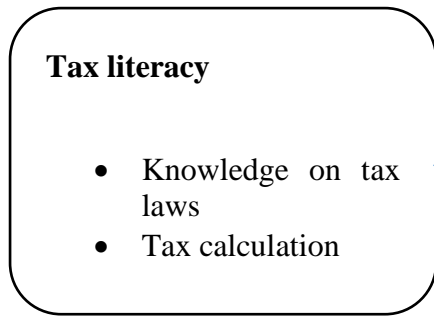 Tax literacy
• Knowledge on tax
laws
• Tax calculation